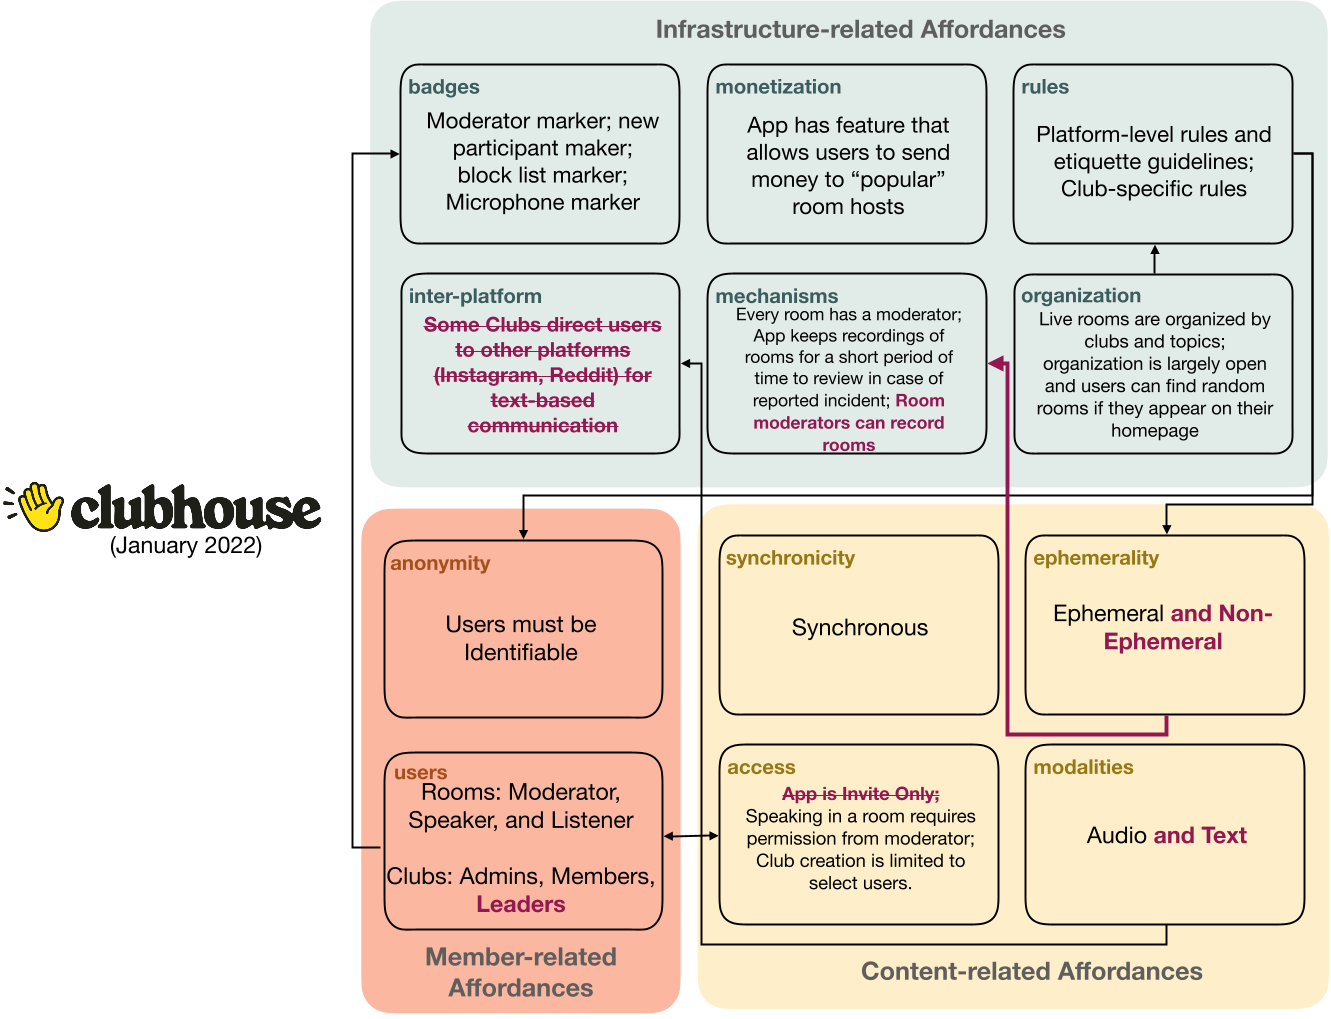 Infrastructure-related Affordances
badges
Moderator marker; new
participant maker;
block list marker;
Microphone marker
monetization
App has feature that
allows users to send
money to “popular”
room hosts
rules
Platform-level rules and
etiquette guidelines;
Club-specific rules
inter-platform
Some Clubs direct users
to other platforms
(Instagram, Reddit) for
text-based
communication
mechanisms
Every room has a moderator;
App keeps recordings of
rooms for a short period of
time to review in case of
reported incident; Room
moderators can record
rooms
organization
Live rooms are organized by
clubs and topics;
organization is largely open
and users can find random
rooms if they appear on their
homepage
clubhouse
(January 2022)
anonymity
Users must be
Identifiable
users
Rooms: Moderator,
Speaker, and Listener
Clubs: Admins, Members,
Leaders
Member-related
Affordances
synchronicity
Synchronous
ephemerality
Ephemeral and Non-
Ephemeral
access
App is Invite Only;
Speaking in a room requires
permission from moderator;
Club creation is limited to
select users.
modalities
Audio and Text
Content-related Affordances